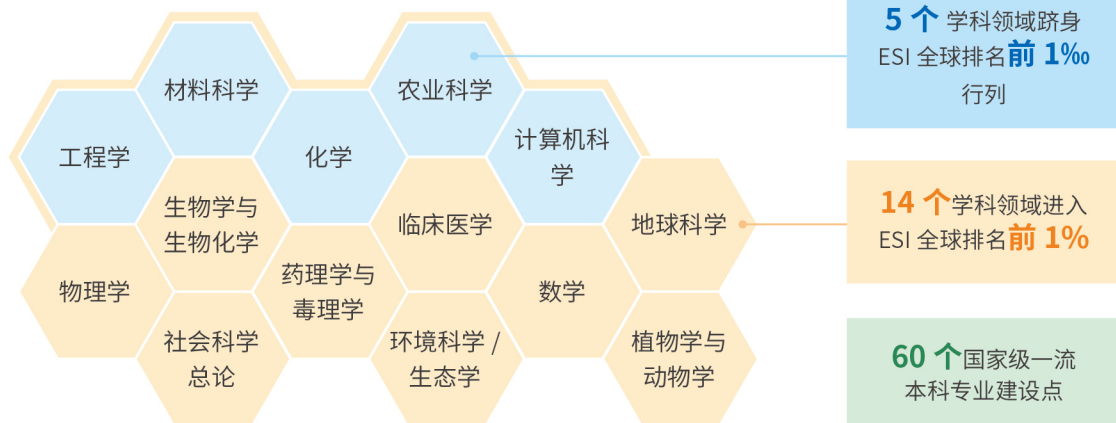 材料科学
农业科学
工程学
化学
计算机科
学
生物学与
生物化学
临床医学
地球科学
物理学
药理学与
毒理学
数学
社会科学
总论
环境科学 /
生态学
植物学与
动物学
5 个 学科领域跻身
ESI 全球排名前 1‰
行列
14 个学科领域进入
ESI 全球排名前 1%
60 个国家级一流
本科专业建设点